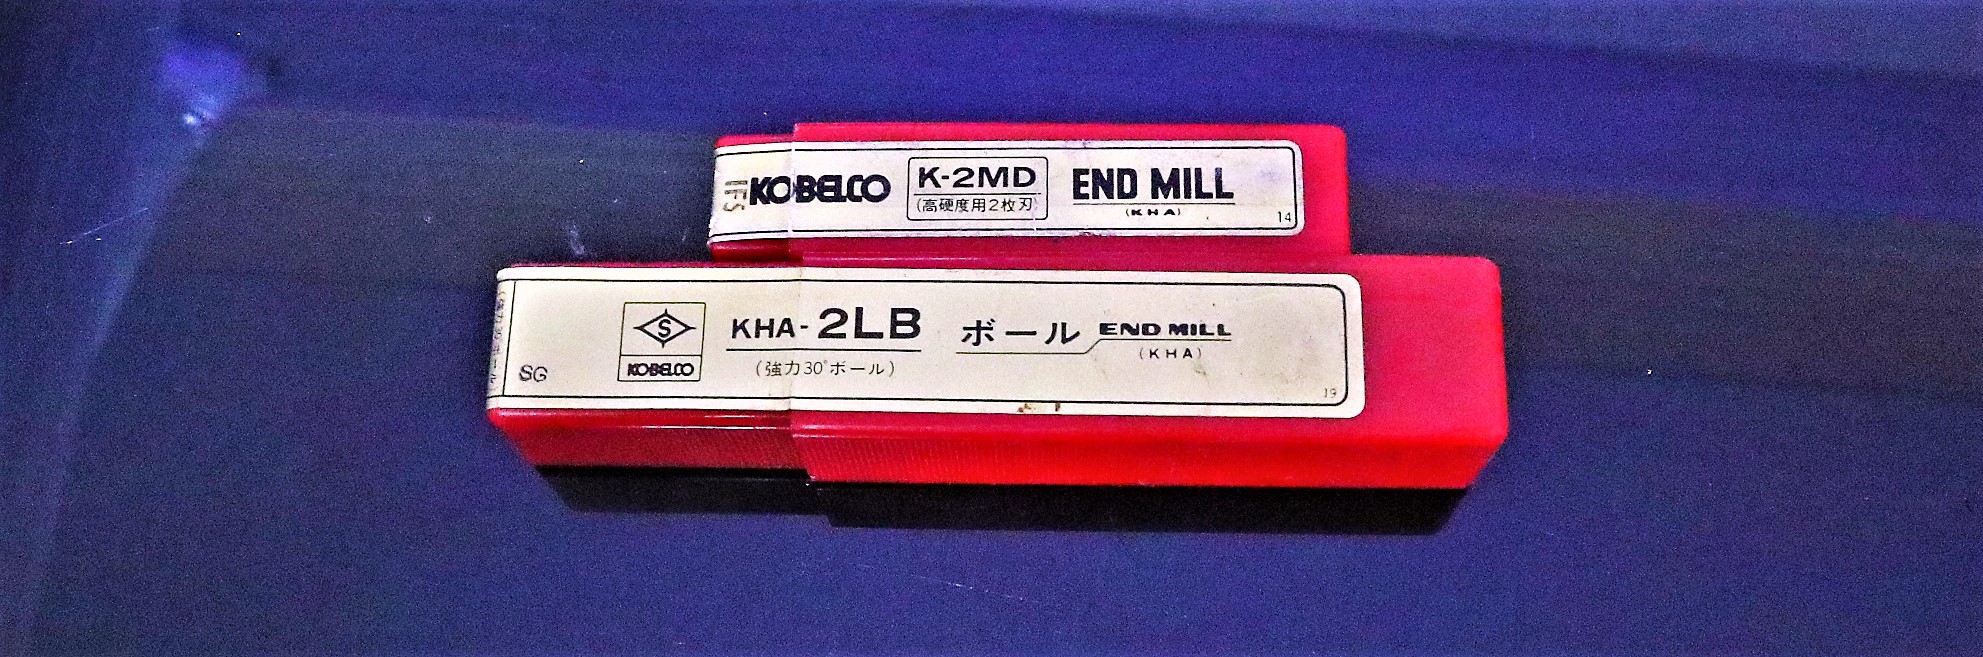 KOBELCO K-2MD END MILL
(高硬度用2枚刃) (KHA)
14
S
KHA-2LB ボール END MILL
(強力30°ボール) (KHA)
KOBELCO
SG
19